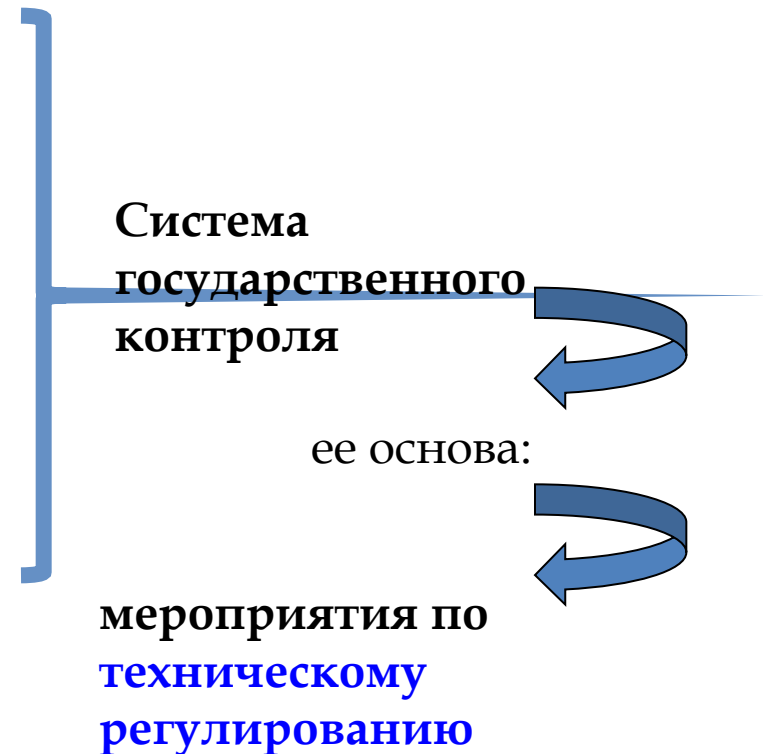 Система
государственного
контроля
ее основа:
мероприятия по
техническому
регулированию